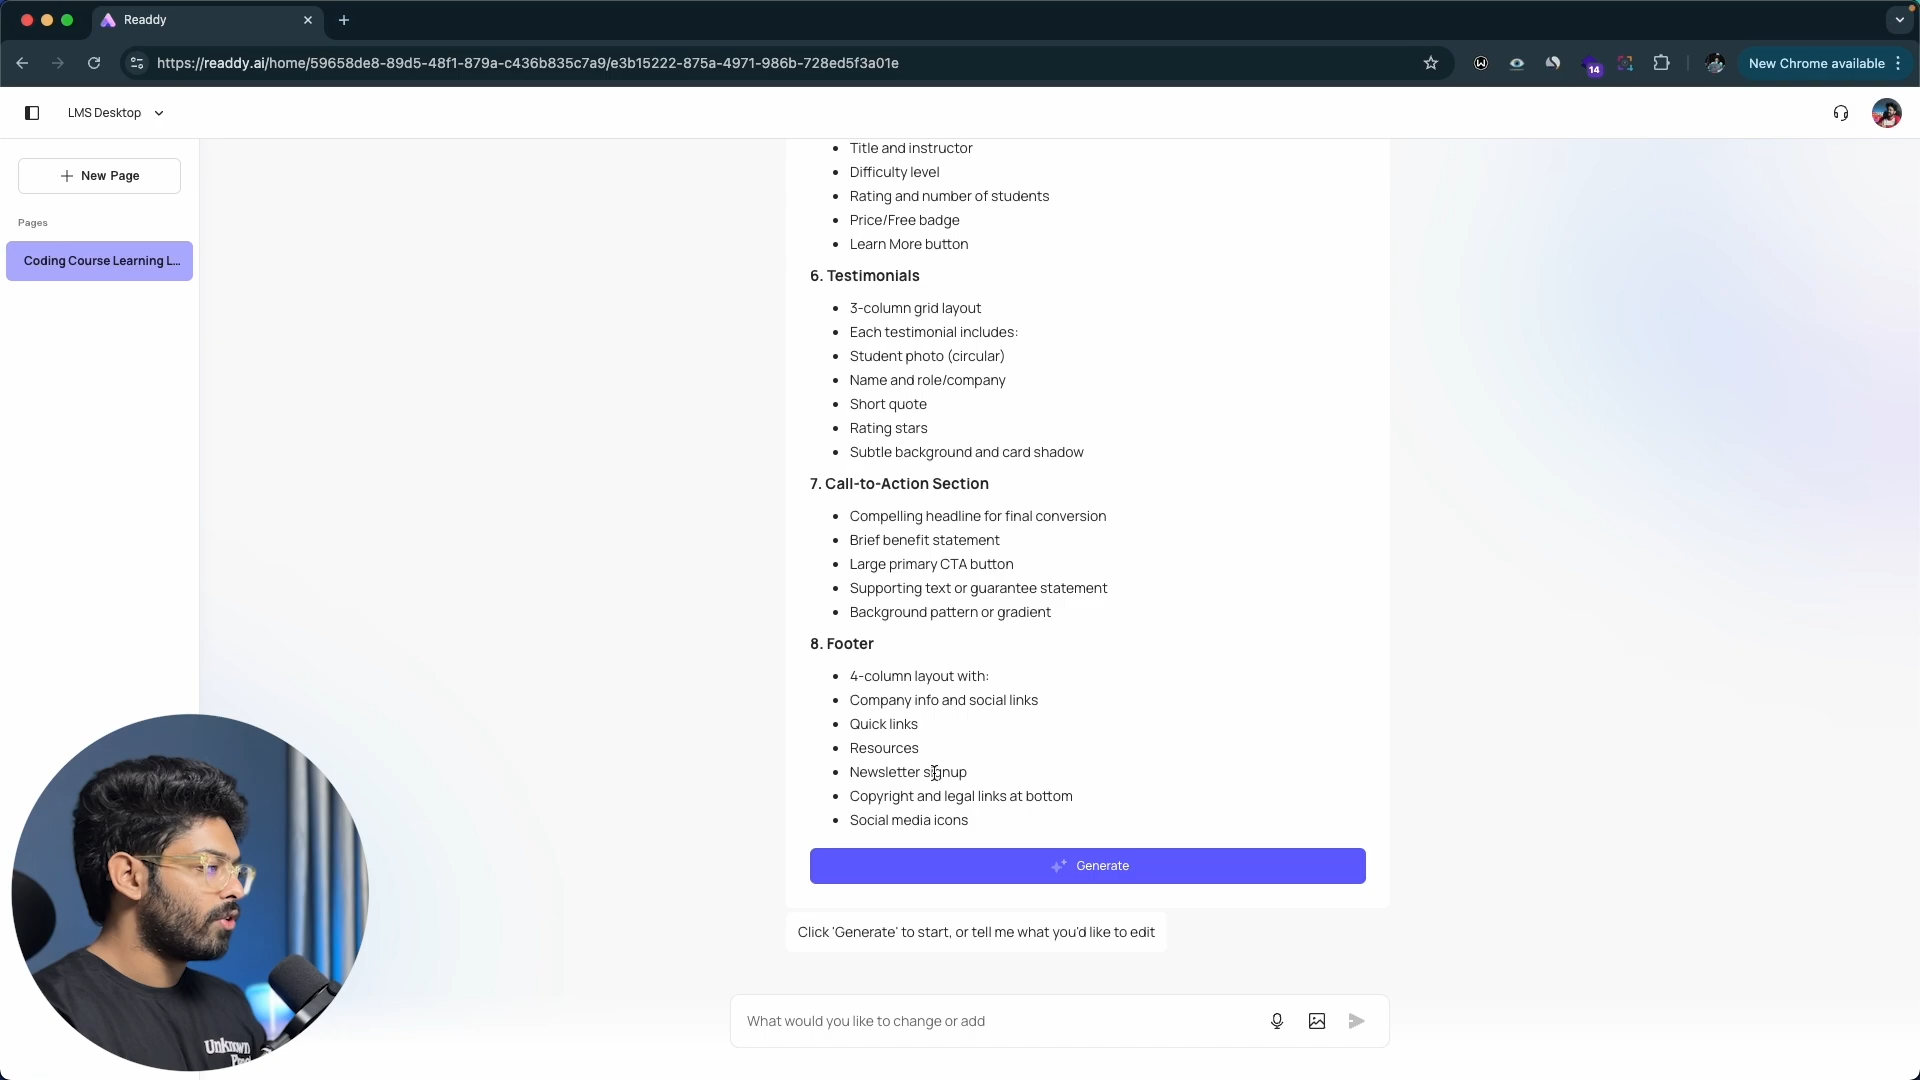 Readdy
https://readdy.ai/home/59658de8-89d5-48f1-879a-c436b835c7a9/e3b15222-875a-4971-986b-728ed5f3a01e
14
New Chrome available
LMS Desktop
New Page
Pages
Coding Course Learning L...
Title and instructor
Difficulty level
Rating and number of students
Price/Free badge
Learn More button
6. Testimonials
3-column grid layout
Each testimonial includes:
Student photo (circular)
Name and role/company
Short quote
Rating stars
Subtle background and card shadow
7. Call-to-Action Section
Compelling headline for final conversion
Brief benefit statement
Large primary CTA button
Supporting text or guarantee statement
Background pattern or gradient
8. Footer
4-column layout with:
Company info and social links
Quick links
Resources
Newsletter signup
Copyright and legal links at bottom
Social media icons
Generate
Click 'Generate' to start, or tell me what you'd like to edit
What would you like to change or add
Unknown